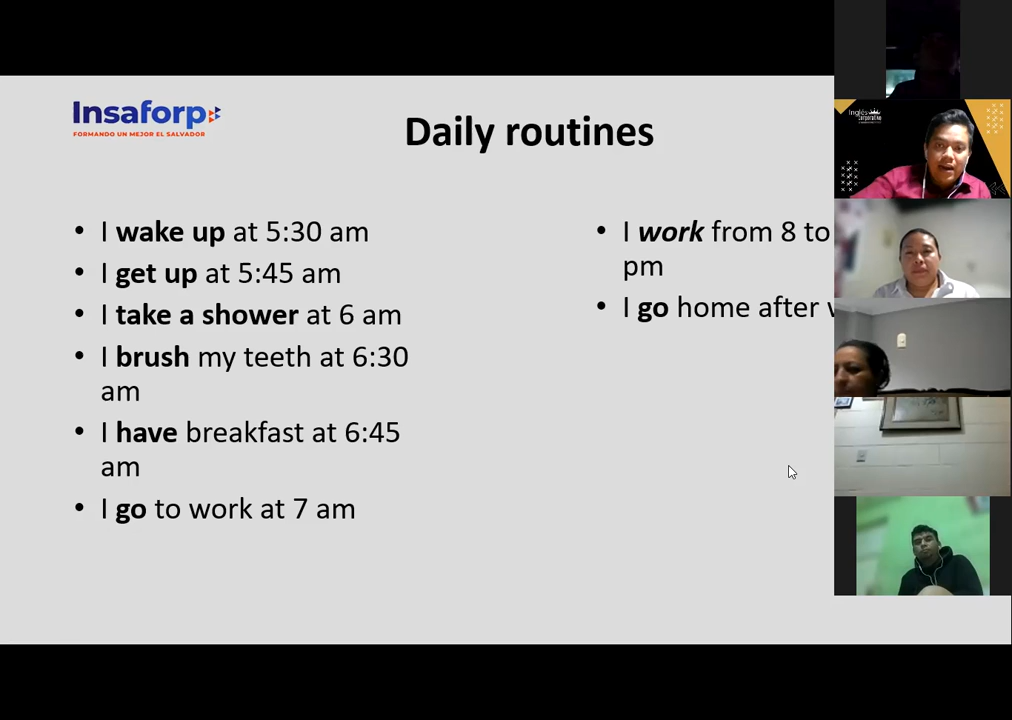 Insaforp
FORMANDO UN MEJOR EL SALVADOR
Daily routines
• I wake up at 5:30 am
• I get up at 5:45 am
• I take a shower at 6 am
• I brush my teeth at 6:30
am
• I have breakfast at 6:45
am
• I go to work at 7 am
• I work from 8 to
pm
• I go home after
Inglés
corporativo